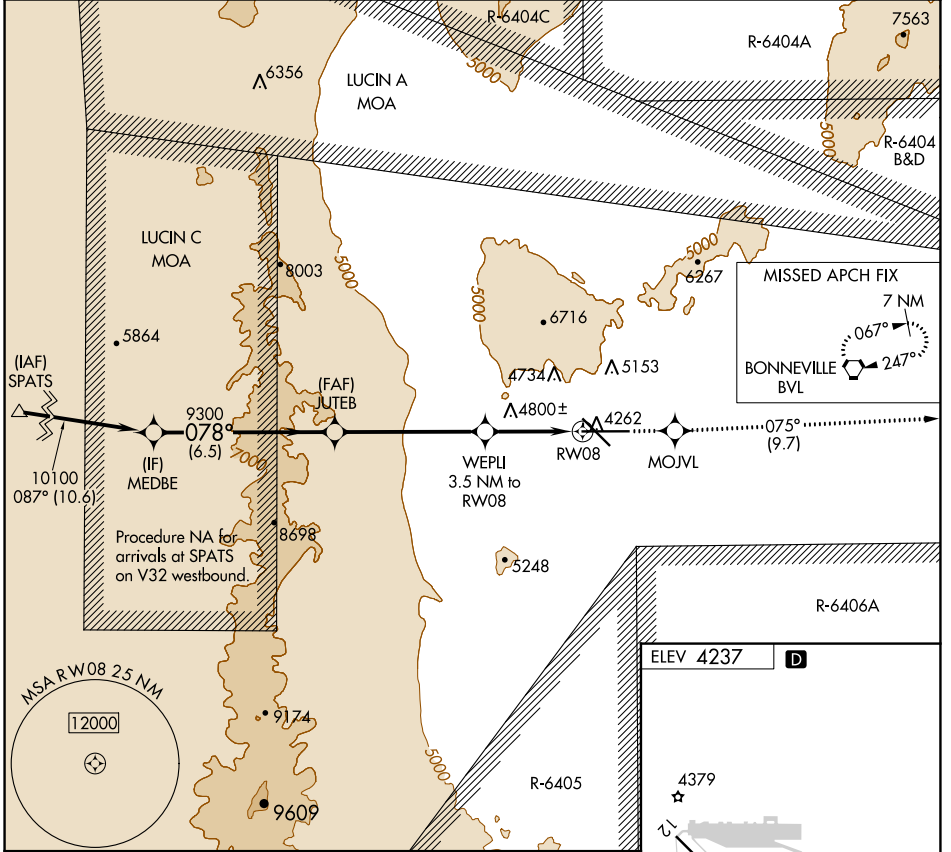 R-6404C
7563
R-6404A
5000
6356
LUCIN A
MOA
R-6404
B&D
5000
LUCIN C
MOA
5000
8003
5000
6267
MISSED APCH FIX
7 NM
067°
247°
BONNEVILLE
BVL
5000
6716
5864
(IAF)
SPATS
(FAF)
JUTEB
4734
5153
4800±
4262
9300
078°
(6.5)
7000
075°
(9.7)
(IF)
MEDBE
WEPLI
3.5 NM to
RW08
RW08
MOJVL
10100
087° (10.6)
Procedure NA for
arrivals at SPATS
on V32 westbound.
8698
5248
R-6406A
ELEV 4237
D
MSA RW08 25 NM
12000
9174
5000
R-6405
4379
9609
12